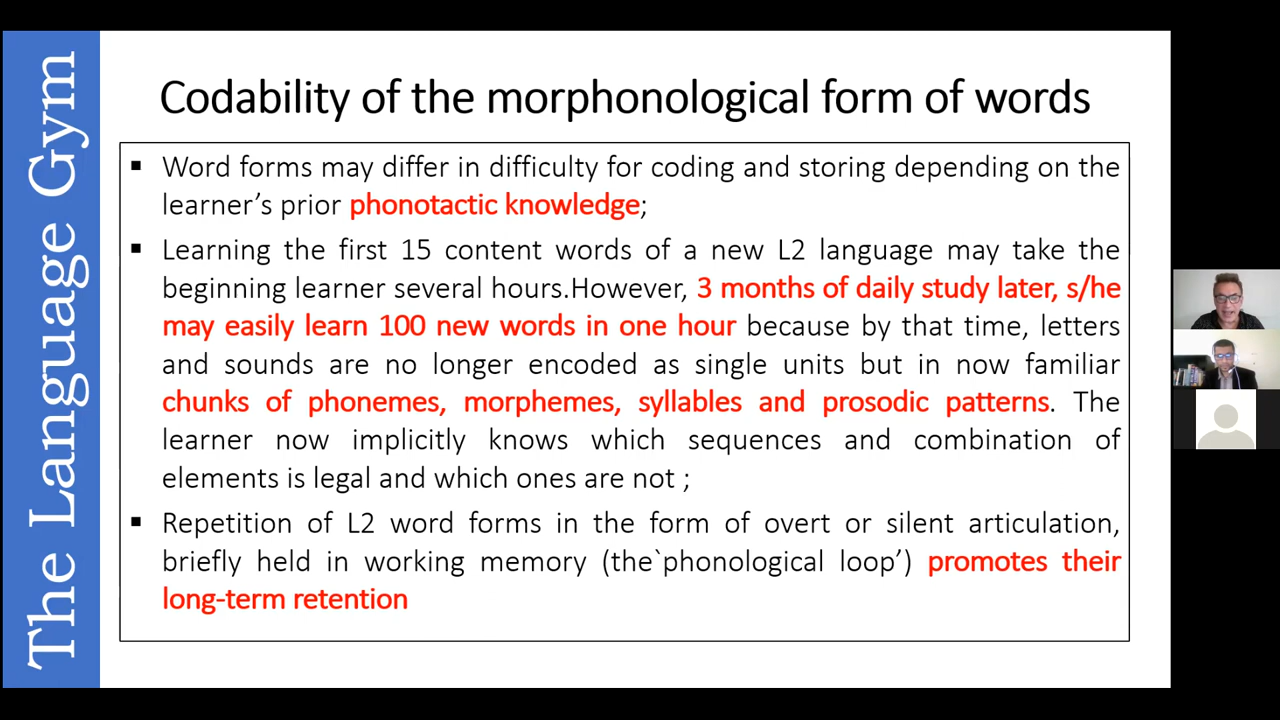 The Language Gym
Codability of the morphonological form of words
▪ Word forms may differ in difficulty for coding and storing depending on the
learner’s prior phonotactic knowledge;
▪ Learning the first 15 content words of a new L2 language may take the
beginning learner several hours.However, 3 months of daily study later, s/he
may easily learn 100 new words in one hour because by that time, letters
and sounds are no longer encoded as single units but in now familiar
chunks of phonemes, morphemes, syllables and prosodic patterns. The
learner now implicitly knows which sequences and combination of
elements is legal and which ones are not ;
▪ Repetition of L2 word forms in the form of overt or silent articulation,
briefly held in working memory (the`phonological loop’) promotes their
long-term retention